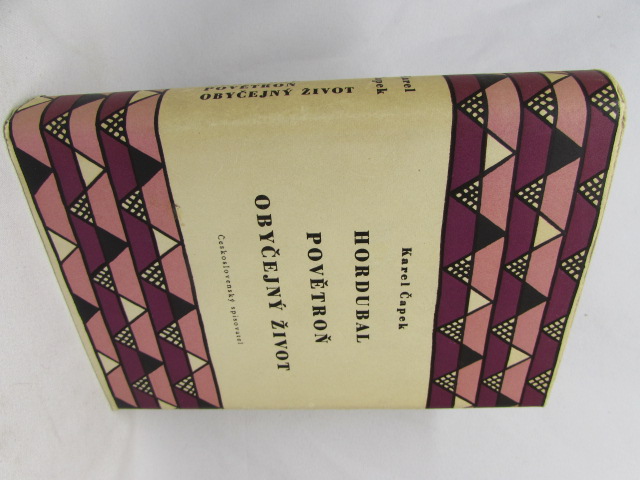 Karel Čapek
HORDUBAL
POVĚTROŇ
OBYČEJNÝ ŽIVOT
Československý spisovatel
POVĚTROŇ
OBYČEJNÝ ŽIVOT